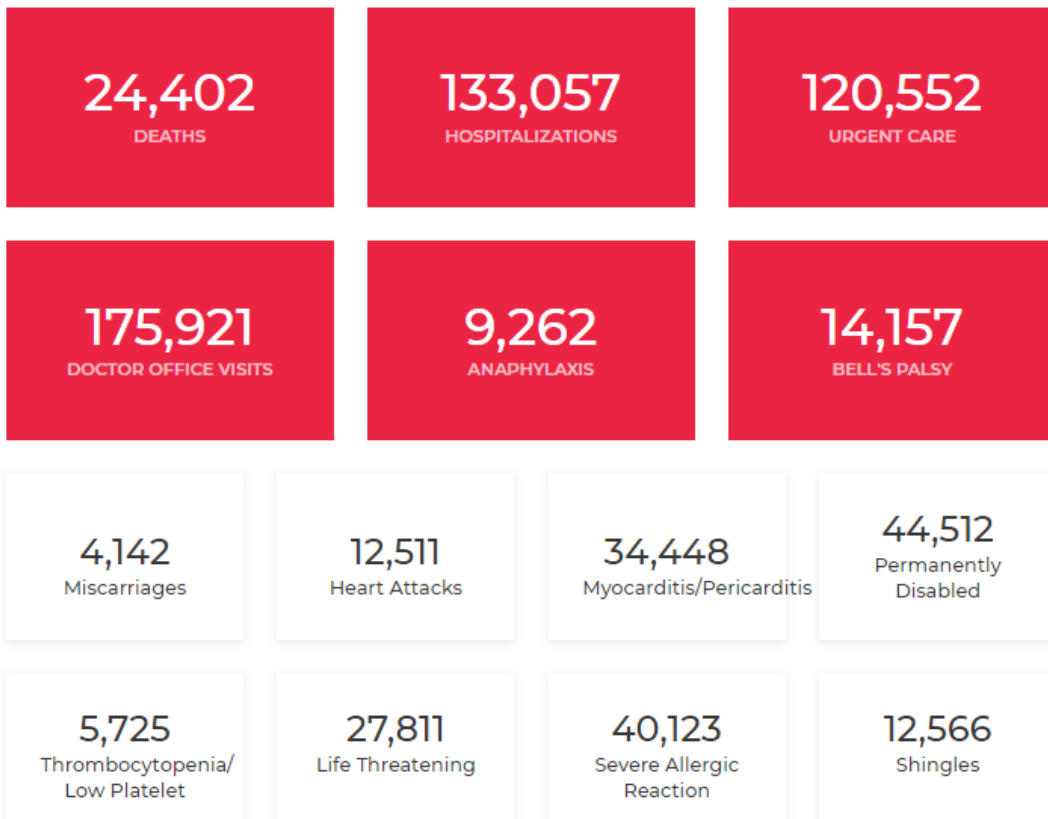 24,402
DEATHS
133,057
HOSPITALIZATIONS
120,552
URGENT CARE
175,921
DOCTOR OFFICE VISITS
9,262
ANAPHYLAXIS
14,157
BELL'S PALSY
4,142
Miscarriages
12,511
Heart Attacks
34,448
Myocarditis/Pericarditis
44,512
Permanently
Disabled
5,725
Thrombocytopenia/
Low Platelet
27,811
Life Threatening
40,123
Severe Allergic
Reaction
12,566
Shingles